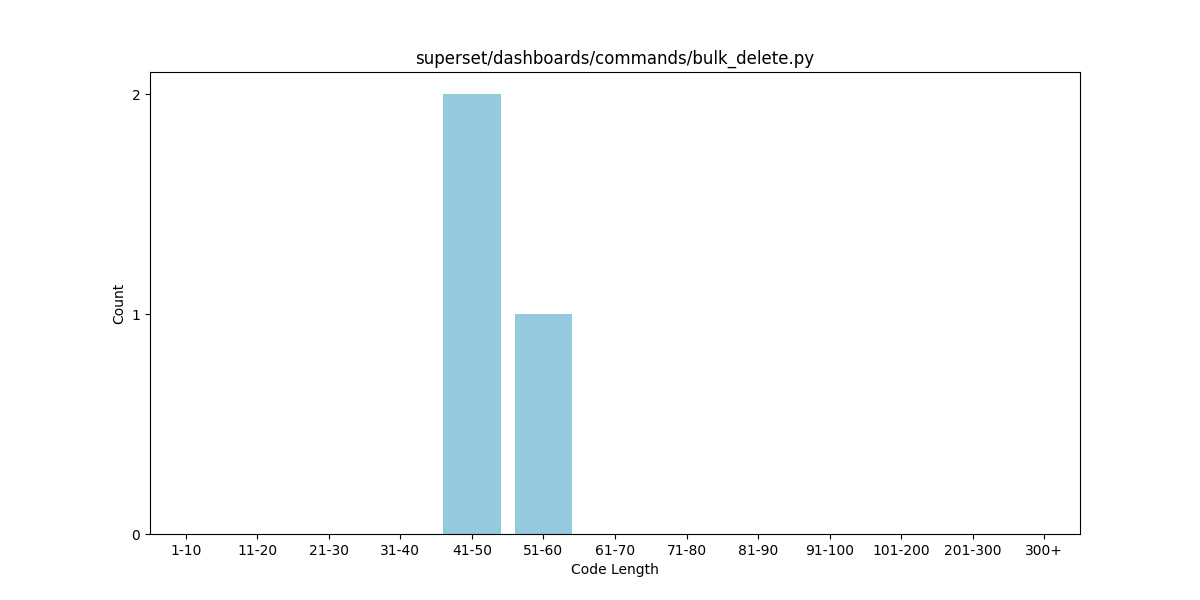 superset/dashboards/commands/bulk_delete.py
2
1
0
Count
1-10 11-20 21-30 31-40 41-50 51-60 61-70 71-80 81-90 91-100 101-200 201-300 300+
Code Length